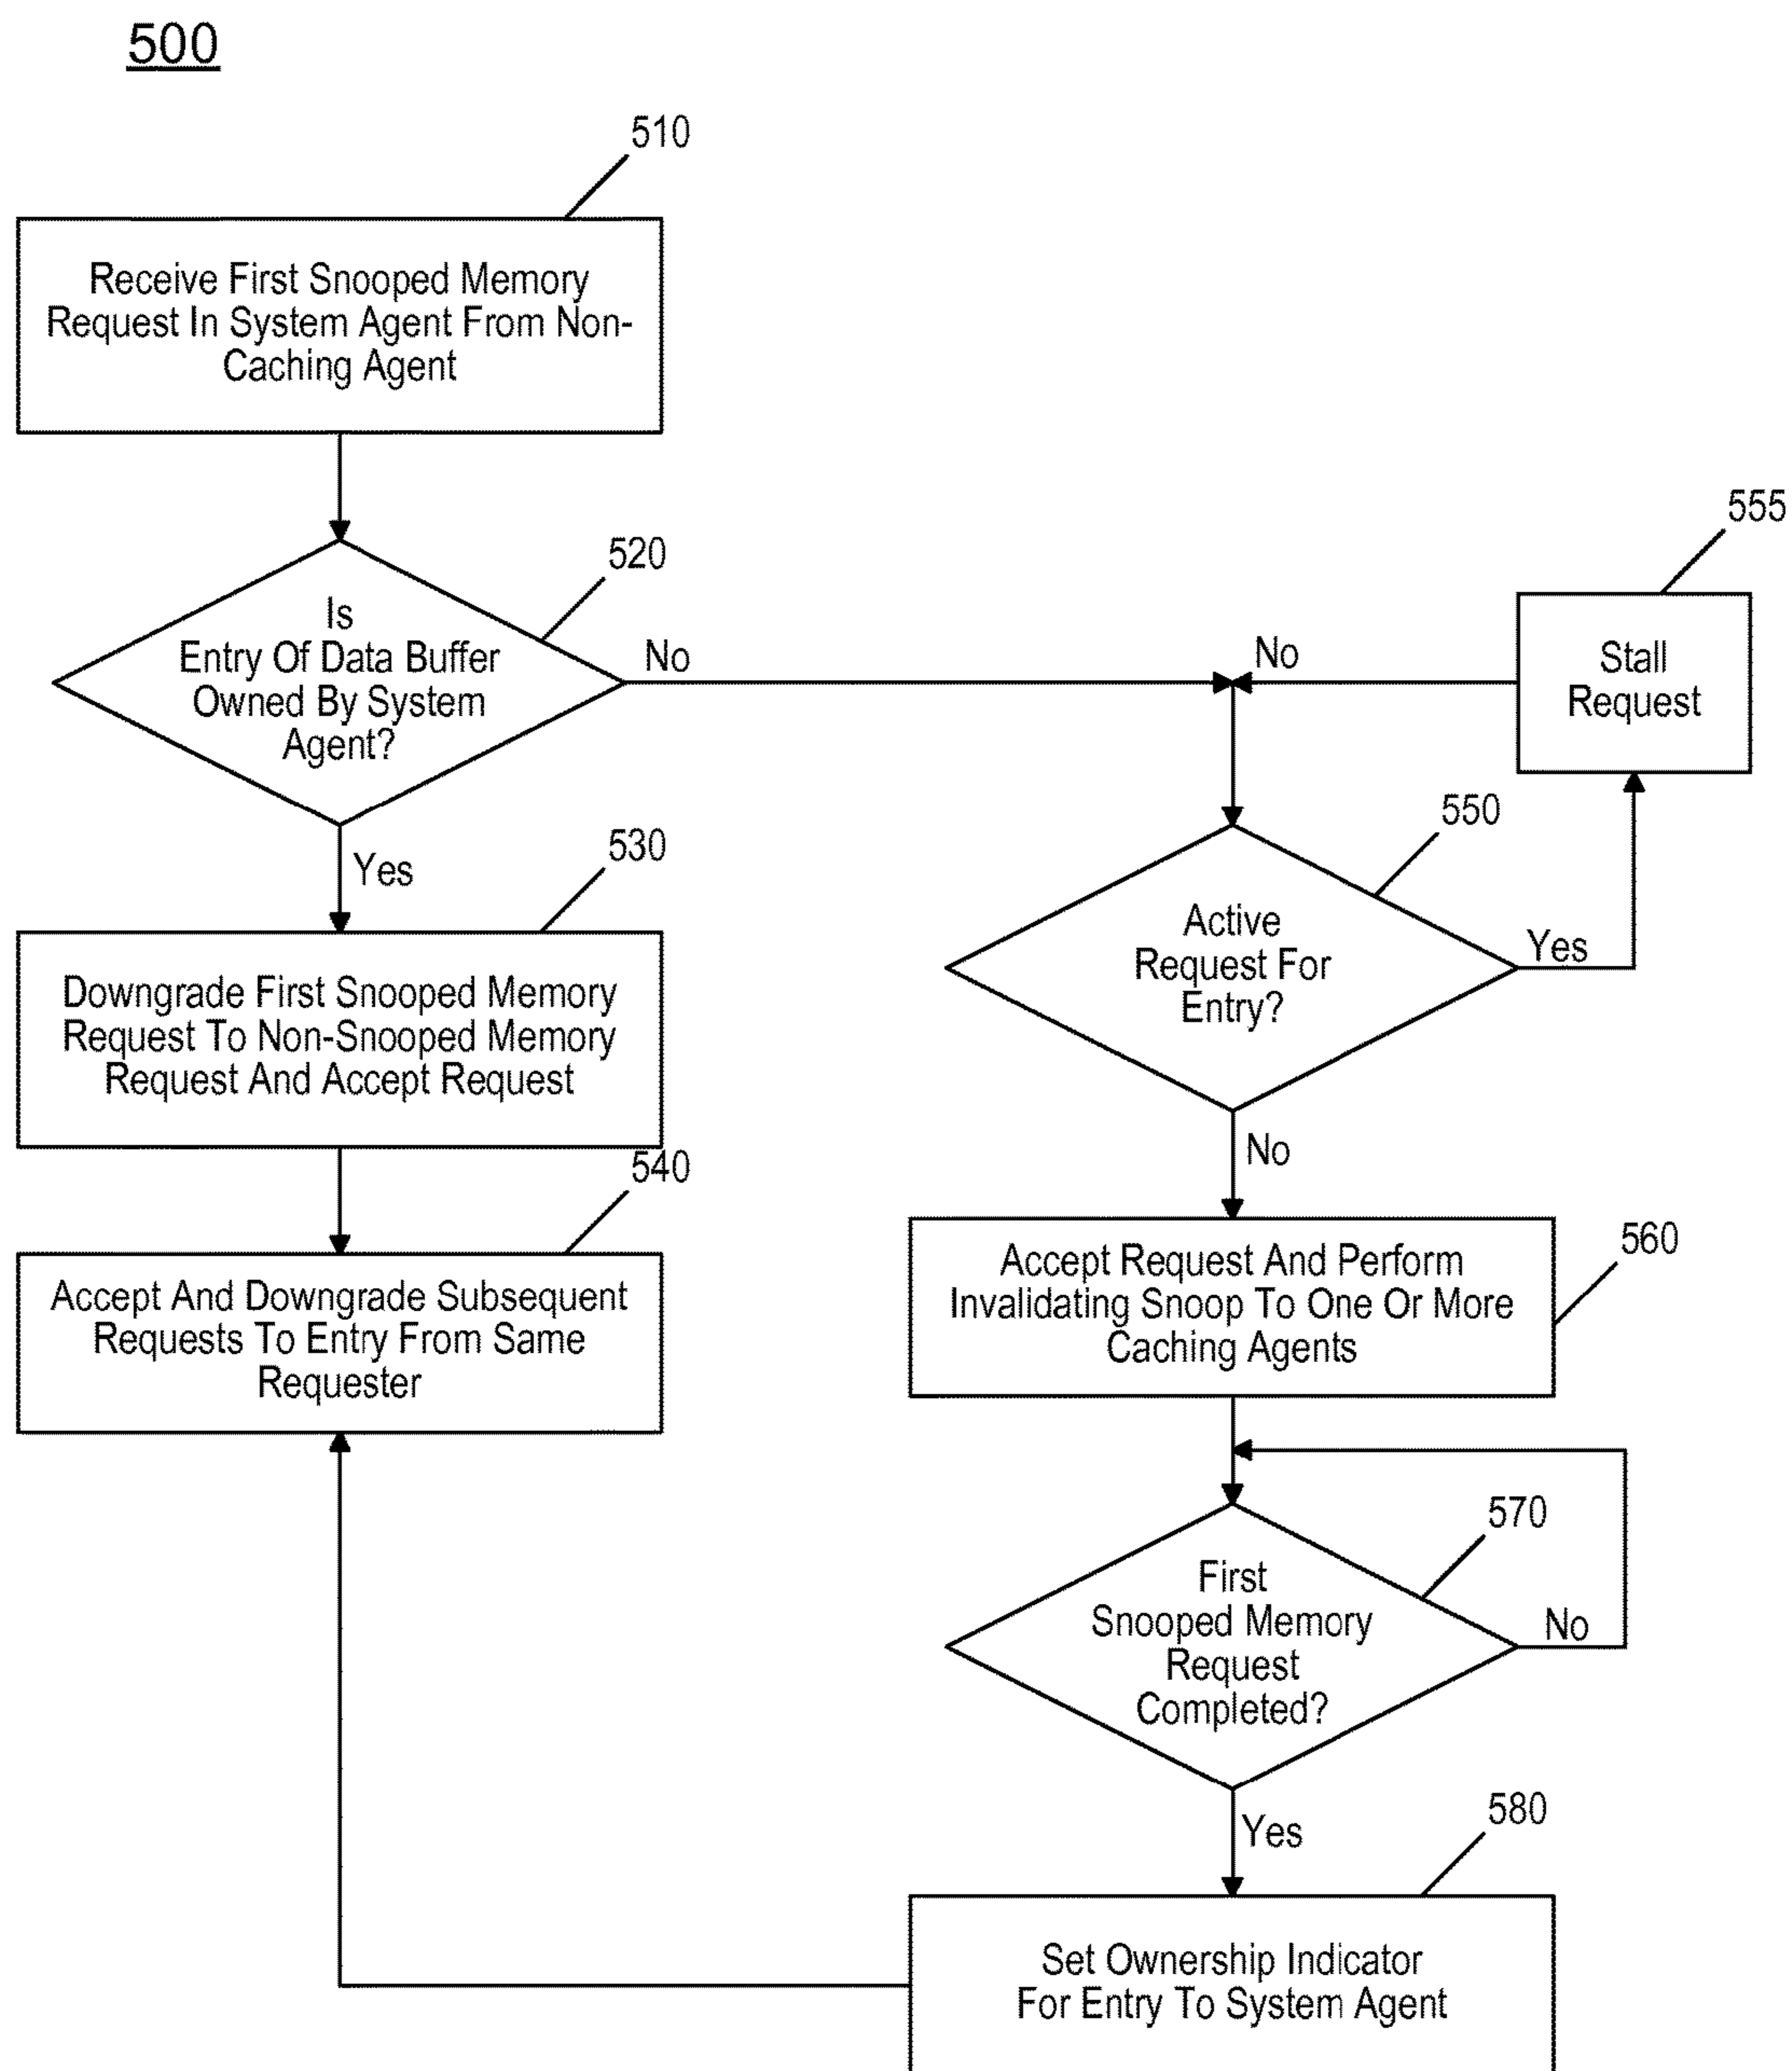 500
510
Receive First Snooped Memory
Request In System Agent From Non-
Caching Agent
520
Is
Entry Of Data Buffer
Owned By System
Agent?
No
Yes
530
Downgrade First Snooped Memory
Request To Non-Snooped Memory
Request And Accept Request
540
Accept And Downgrade Subsequent
Requests To Entry From Same
Requester
No
555
Stall
Request
550
Active
Request For
Entry?
Yes
No
560
Accept Request And Perform
Invalidating Snoop To One Or More
Caching Agents
570
First
Snooped Memory
Request
Completed?
No
Yes
580
Set Ownership Indicator
For Entry To System Agent